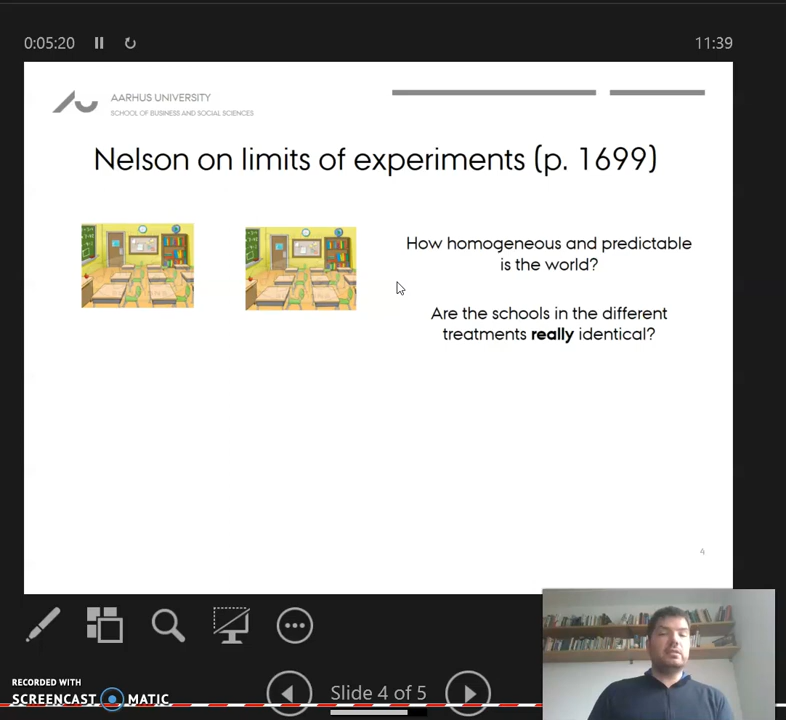 0:05:20
11:39
AARHUS UNIVERSITY
SCHOOL OF BUSINESS AND SOCIAL SCIENCES
Nelson on limits of experiments (p. 1699)
How homogeneous and predictable
is the world?
Are the schools in the different
treatments really identical?
4
RECORDED WITH
SCREENCAST MATIC
Slide 4 of 5